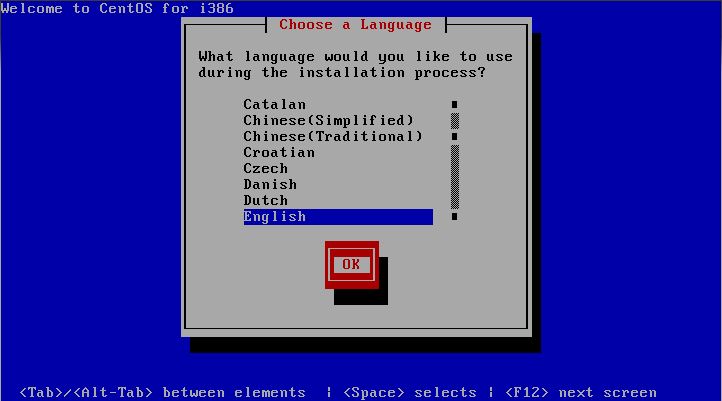 Welcome to CentOS for i386
Choose a Language
What language would you like to use
during the installation process?
Catalan
Chinese(Simplified)
Chinese(Traditional)
Croatian
Czech
Danish
Dutch
English
OK
<Tab>/<Alt-Tab> between elements | <Space> selects | <F12> next screen